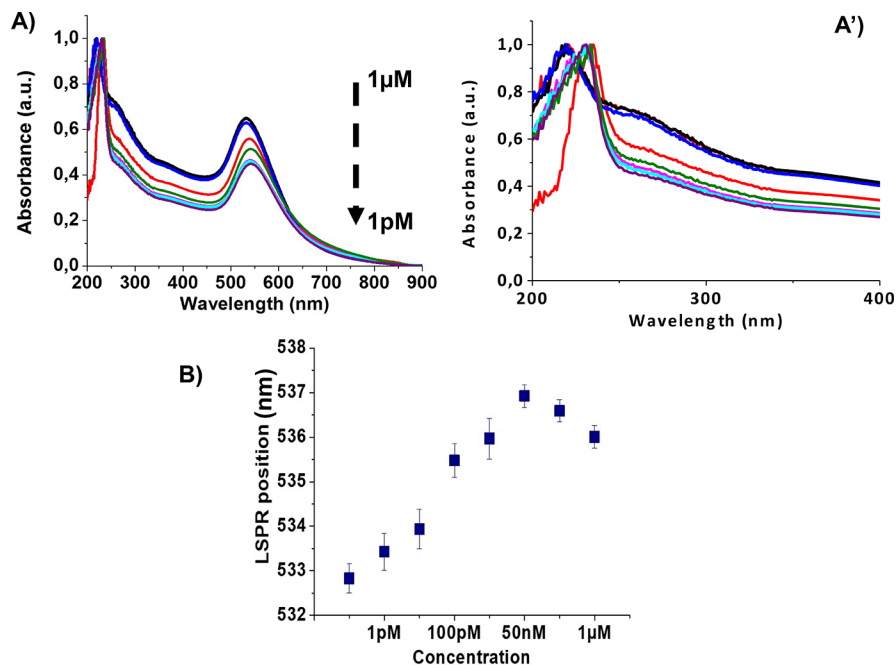 A)
1,0
0,8
0,6
0,4
0,2
0,0
Absorbance (a.u.)
200 300 400 500 600 700 800 900
Wavelength (nm)
1µM
1pM
A')
1,0
0,8
0,6
0,4
0,2
0,0
Absorbance (a.u.)
200 300 400
Wavelength (nm)
B)
538
537
536
535
534
533
532
LSPR position (nm)
1pM 100pM 50nM 1µM
Concentration